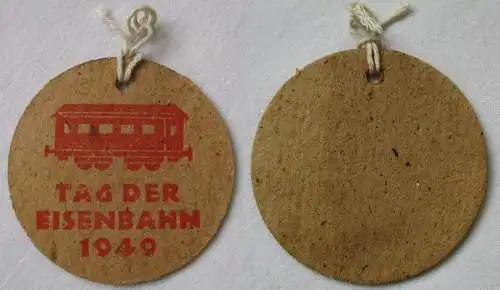 TAG DER
EISENBAHN
1949